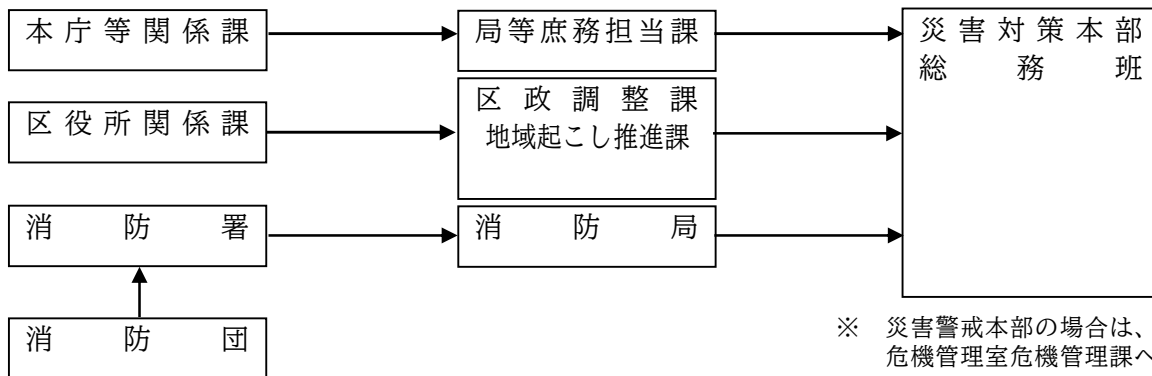 本庁等関係課
局等庶務担当課
災害対策本部
総務班
区役所関係課
区政調整課
地域起こし推進課
消防署
消防局
消防団
※ 災害警戒本部の場合は、
危機管理室危機管理課へ